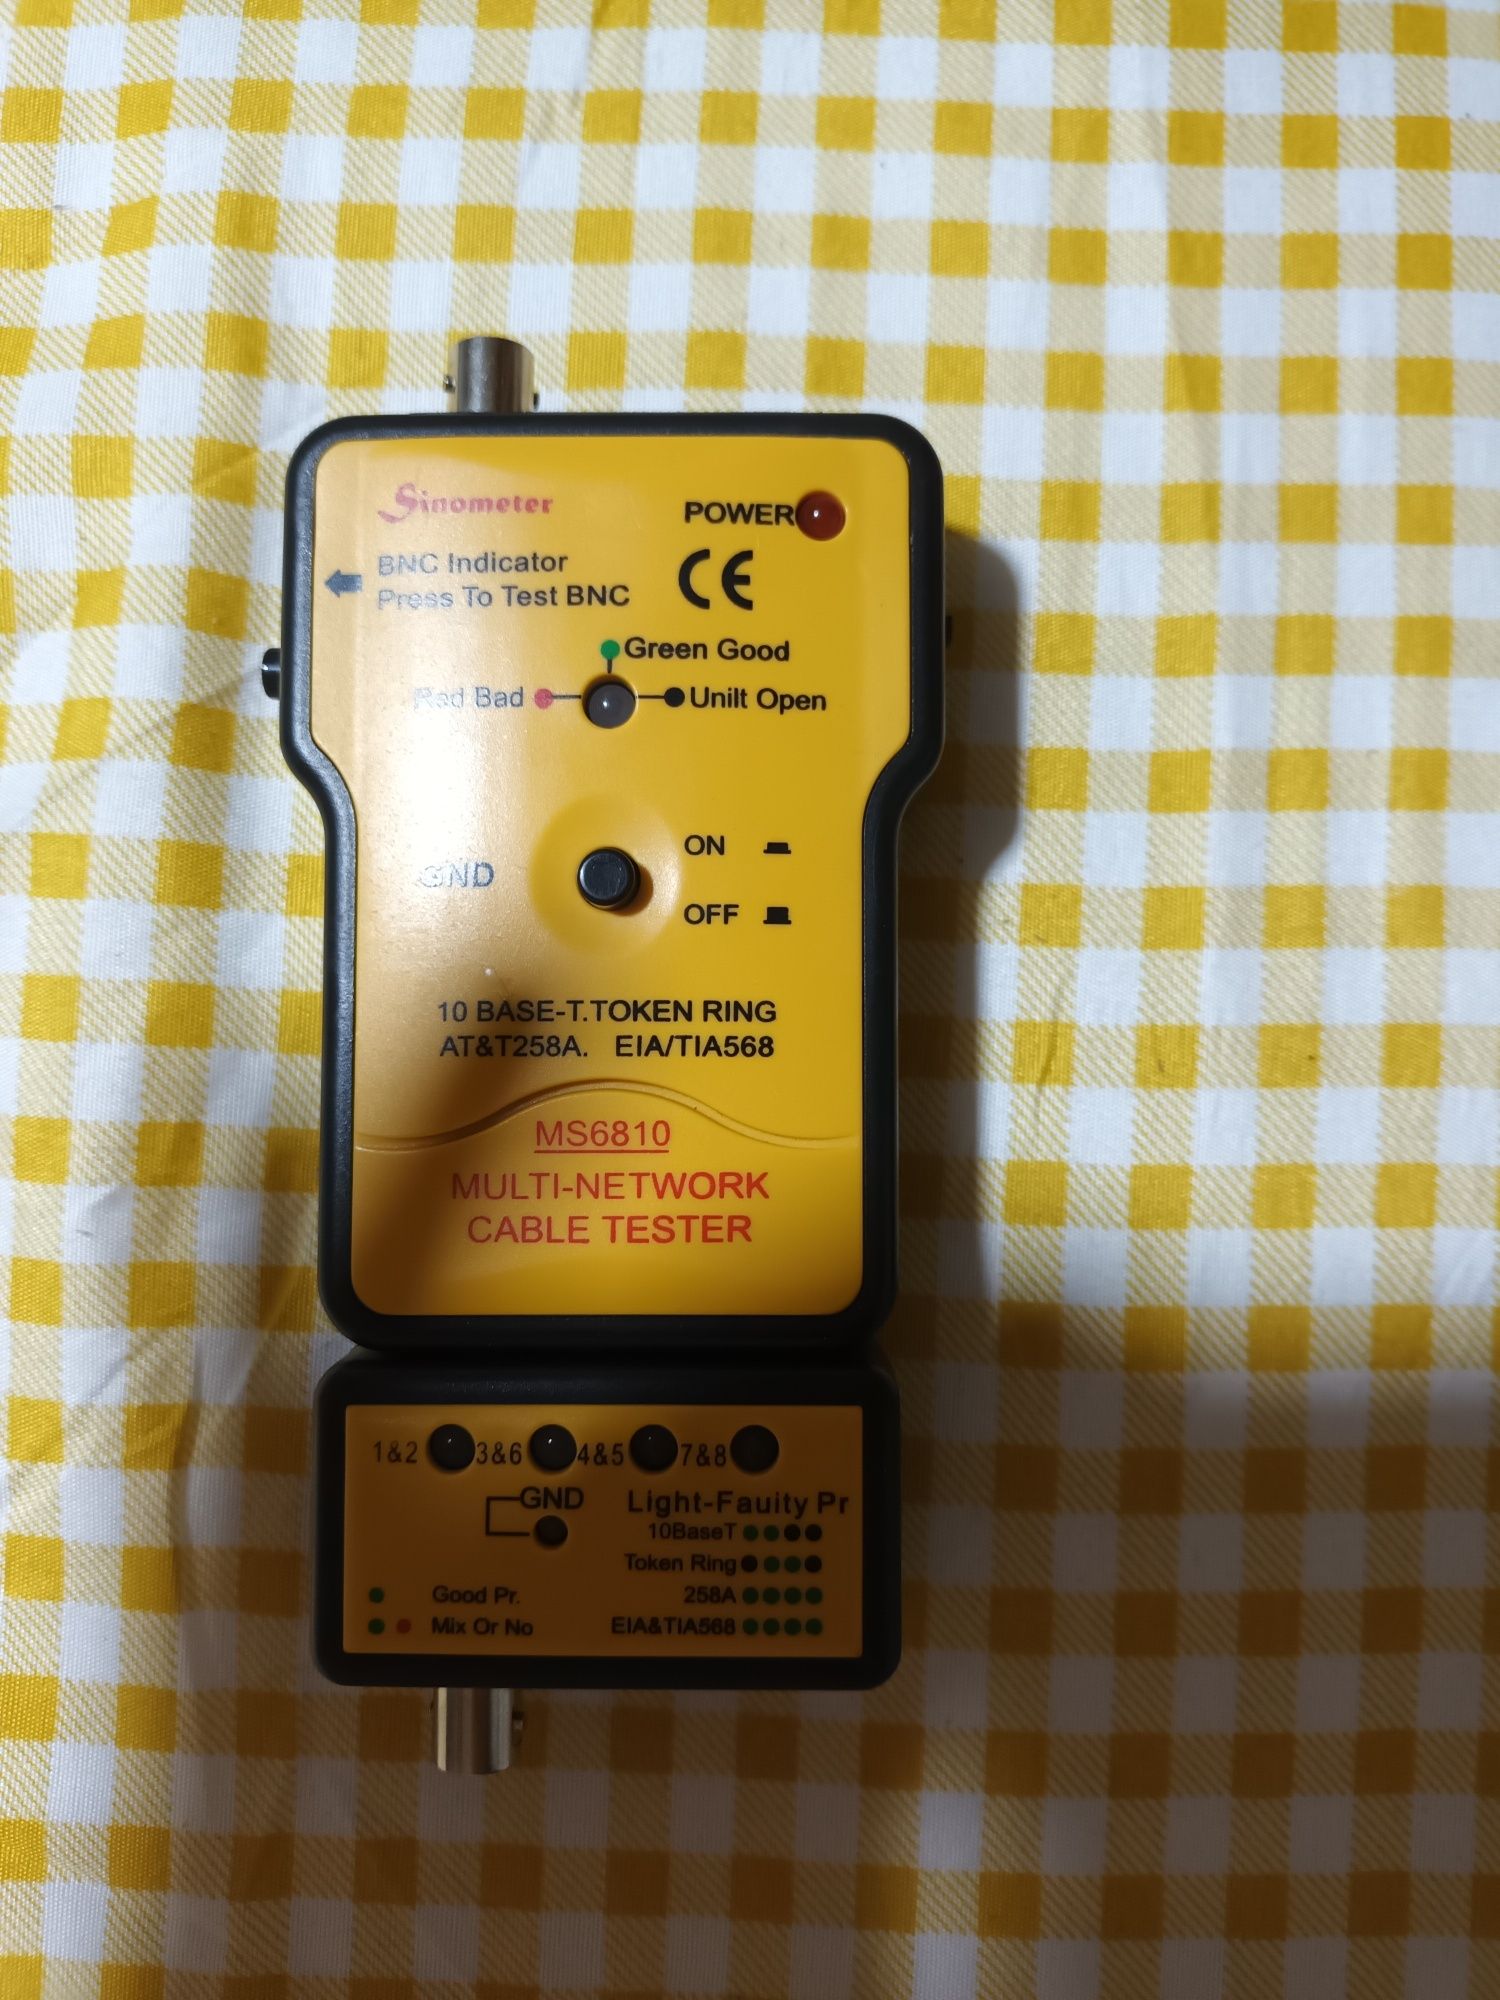 Sinometer
POWER
BNC Indicator
Press To Test BNC
CE
Green Good
Red Bad
Unilt Open
ON
GND
OFF
10 BASE-T.TOKEN RING
AT&T258A. EIA/TIA568
MS6810
MULTI-NETWORK
CABLE TESTER
1&2 3&6 4&5 7&8
GND
Light-Fauity Pr
10BaseT
Token Ring
Good Pr. 258A
Mix Or No EIA&TIA568